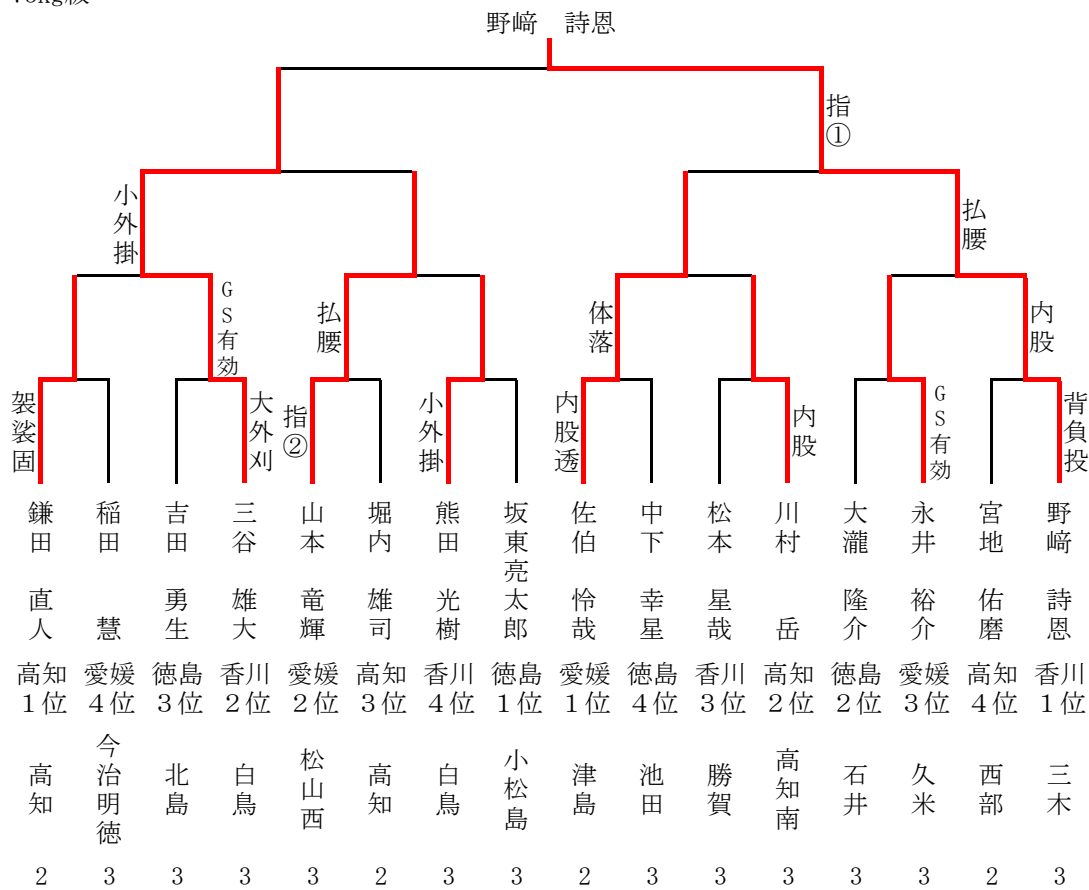 野﨑　詩恩
指①
小外掛
払腰
GS有効
払腰
体落
内股
袈裟固
大外刈
指②
小外掛
内股透
内股
GS有効
背負投
鎌田　直人
稲田　慧
吉田　勇生
三谷　雄大
山本　竜輝
堀内　雄司
熊田　光樹
坂東亮太郎
佐伯　怜哉
中下　幸星
松本　星哉
川村　岳
大瀧　隆介
永井　裕介
宮地　佑磨
野﨑　詩恩
高知 愛媛 徳島 香川 愛媛 高知 香川 徳島 愛媛 徳島 香川 高知 徳島 愛媛 高知 香川
1位 4位 3位 2位 2位 3位 4位 1位 1位 4位 3位 2位 2位 3位 4位 1位
高知
今治明徳
北島
白鳥
松山西
高知
白鳥
小松島
津島
池田
勝賀
高知南
石井
久米
西部
三木
2 3 3 3 3 2 3 3 2 3 3 3 3 3 2 3